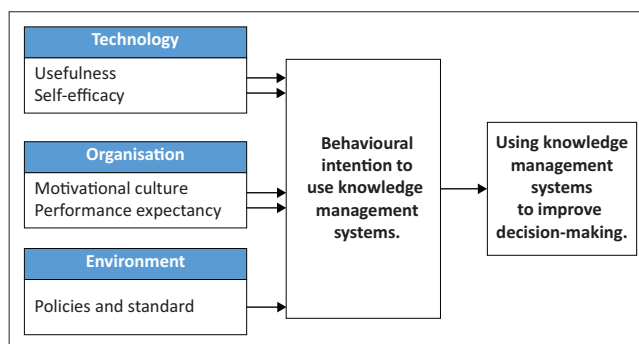 Technology
Usefulness
Self-efficacy
Organisation
Motivational culture
Performance expectancy
Environment
Policies and standard
Behavioural
intention to
use knowledge
management
systems.
Using knowledge
management
systems
to improve
decision-making.